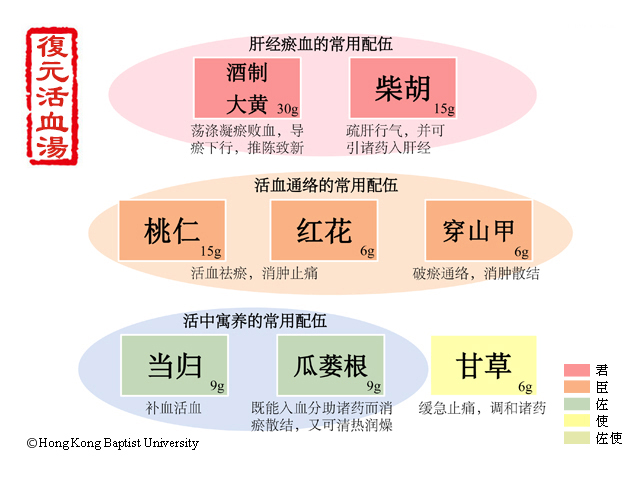 復元活血湯
肝经瘀血的常用配伍
酒制
大黄 30g
柴胡
15g
荡涤凝瘀败血，导
瘀下行，推陈致新
疏肝行气，并可
引诸药入肝经
活血通络的常用配伍
桃仁
15g
红花
6g
穿山甲
6g
活血祛瘀，消肿止痛
破瘀通络，消肿散结
活中寓养的常用配伍
当归
9g
瓜蒌根
9g
甘草
6g
补血活血
既能入血分助诸药而消
瘀散结，又可清热润燥
缓急止痛，调和诸药
君
臣
佐
使
佐使
©Hong Kong Baptist University